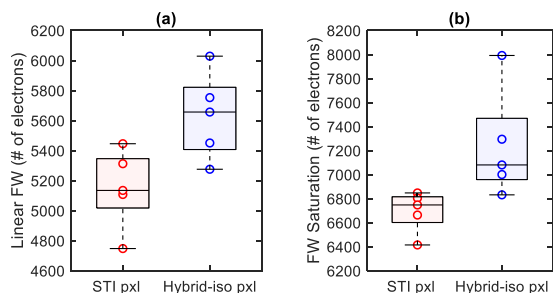 (a)
Linear FW (# of electrons)
6200
6000
5800
5600
5400
5200
5000
4800
4600
STI pxl
Hybrid-iso pxl
(b)
FW Saturation (# of electrons)
8200
8000
7800
7600
7400
7200
7000
6800
6600
6400
6200
STI pxl
Hybrid-iso pxl